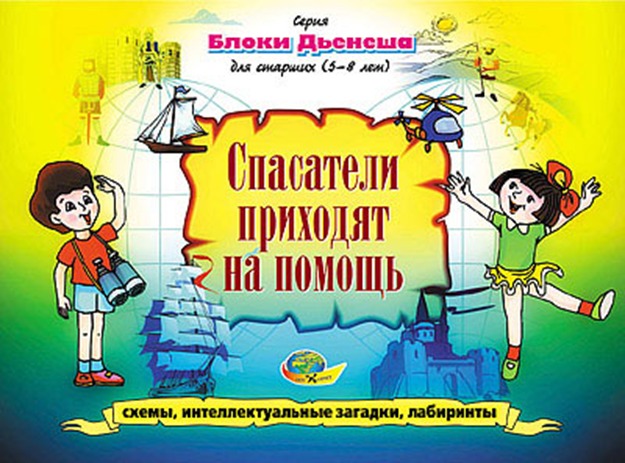 Серия
Блоки Дьенеша
для старших (5–8 лет)
Спасатели
приходят
на помощь
схемы, интеллектуальные загадки, лабиринты